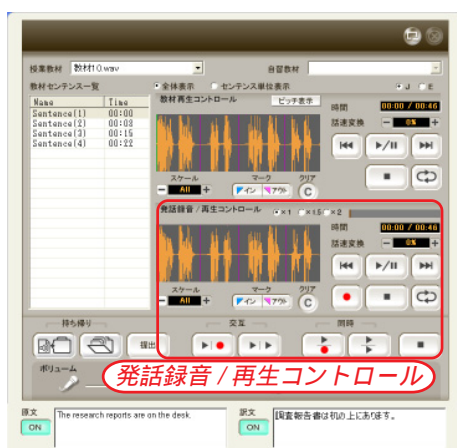 授業教材 教材10.wav 自習教材
教材センテンス一覧 全体表示 センテンス単位表示 J E
Name Time
Sentence(1) 00:00
Sentence(2) 00:03
Sentence(3) 00:15
Sentence(4) 00:22
教材再生コントロール ピッチ表示
時間 00:00 / 00:46
話速変換 － 0% ＋
スケール マーク クリア
－ All ＋ イン アウト C
発話録音 / 再生コントロール ×1 ×1.5 ×2
時間 00:00 / 00:46
話速変換 － 0% ＋
スケール マーク クリア
－ All ＋ イン アウト C
持ち帰り 交互 同時
提出
ボリューム
発話録音 / 再生コントロール
原文 ON The research reports are on the desk.
訳文 ON 調査報告書は机の上にあります。